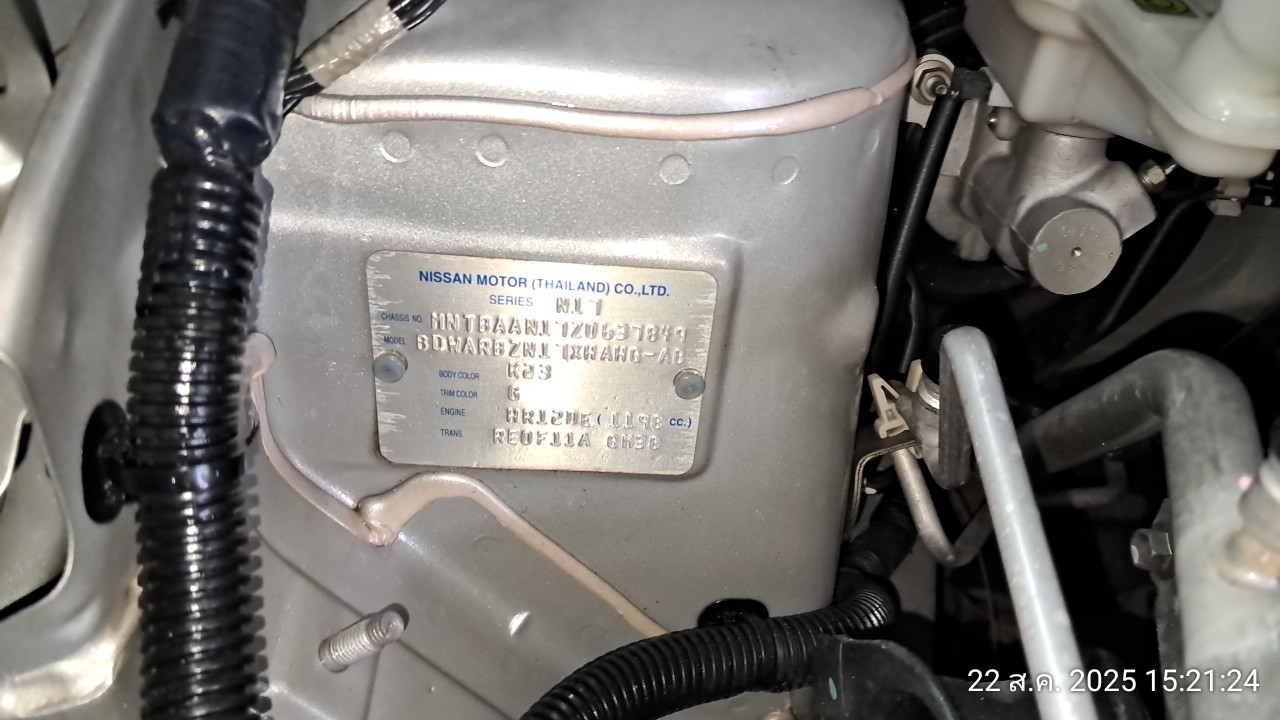 NISSAN MOTOR (THAILAND) CO.,LTD.
SERIES N17
CHASSIS NO. MNTBAAN17Z0637849
MODEL BDWARBZN17XHAHG-AB
BODY COLOR K23
TRIM COLOR G
ENGINE HR12DE (1198 cc.)
TRANS. RE0F11A GH38
22 ส.ค. 2025 15:21:24